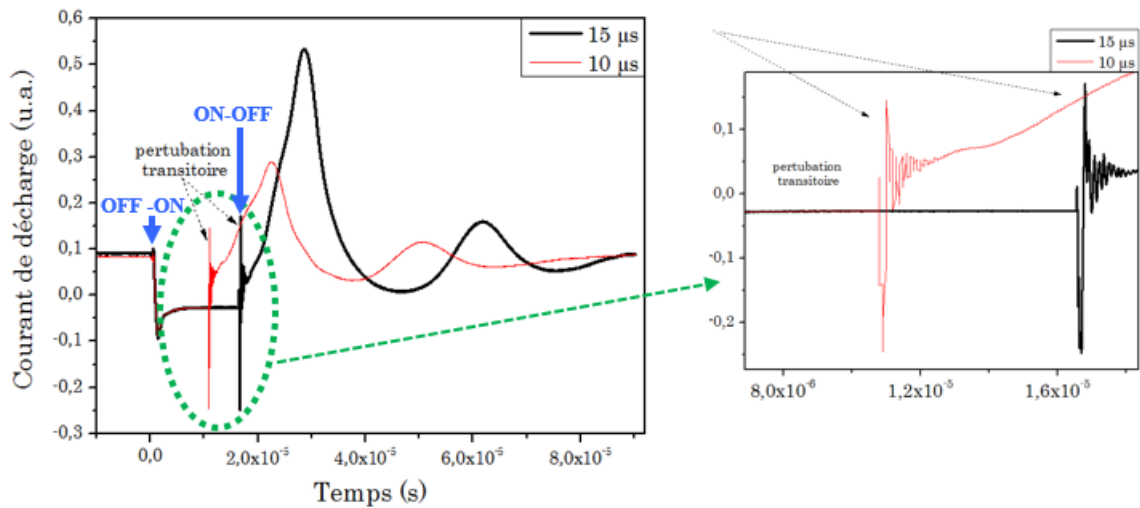 0,6
0,5
0,4
0,3
0,2
0,1
0,0
-0,1
-0,2
-0,3
Courant de décharge (u.a.)
15 µs
10 µs
ON-OFF
pertubation
transitoire
OFF -ON
0,0
2,0x10⁻⁵
4,0x10⁻⁵
6,0x10⁻⁵
8,0x10⁻⁵
Temps (s)
15 µs
10 µs
0,1
0,0
-0,1
-0,2
pertubation
transitoire
8,0x10⁻⁶
1,2x10⁻⁵
1,6x10⁻⁵